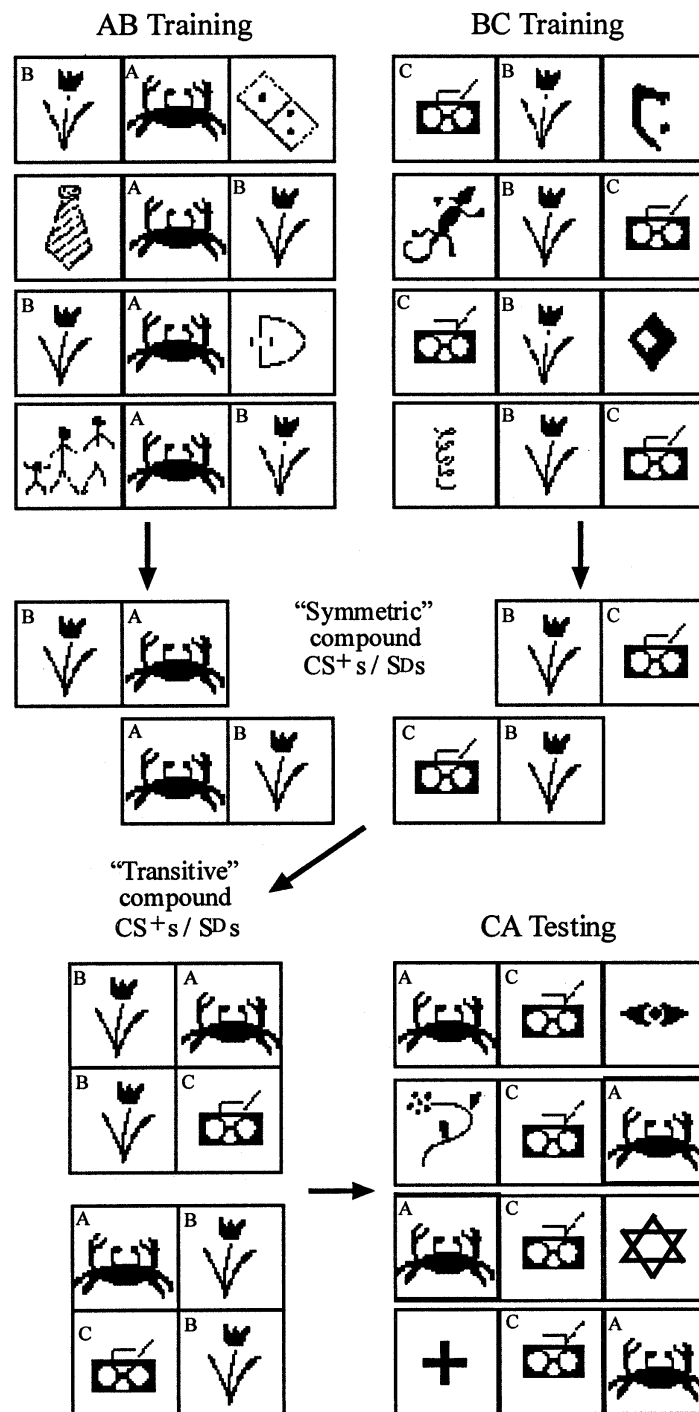 AB Training
BC Training
B A
C B
A B
B C
B A
C B
A B
B C
“Symmetric”
compound
CS+s / SDs
B A
B C
A B
C B
“Transitive”
compound
CS+s / SDs
CA Testing
B A
B C
A B
C B
A C
C A
A C
C A